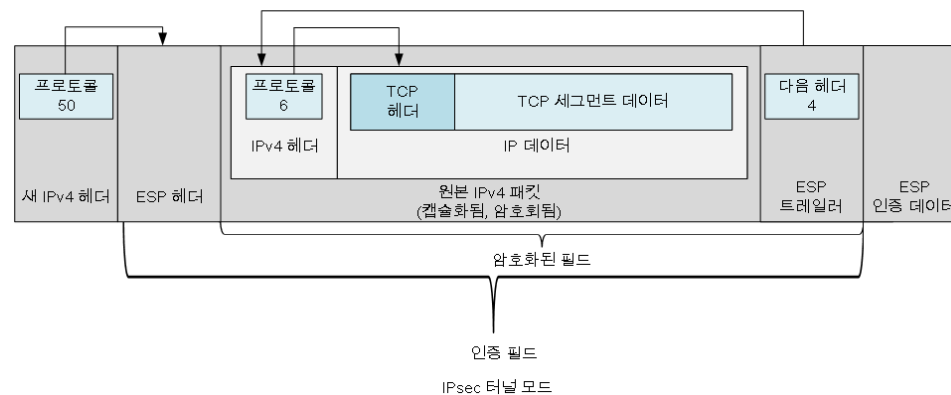 프로토콜
50
프로토콜
6
TCP
헤더
TCP 세그먼트 데이터
다음 헤더
4
IPv4 헤더
IP 데이터
새 IPv4 헤더
ESP 헤더
원본 IPv4 패킷
(캡슐화됨, 암호회됨)
ESP
트레일러
ESP
인증 데이터
암호화된 필드
인증 필드
IPsec 터널 모드